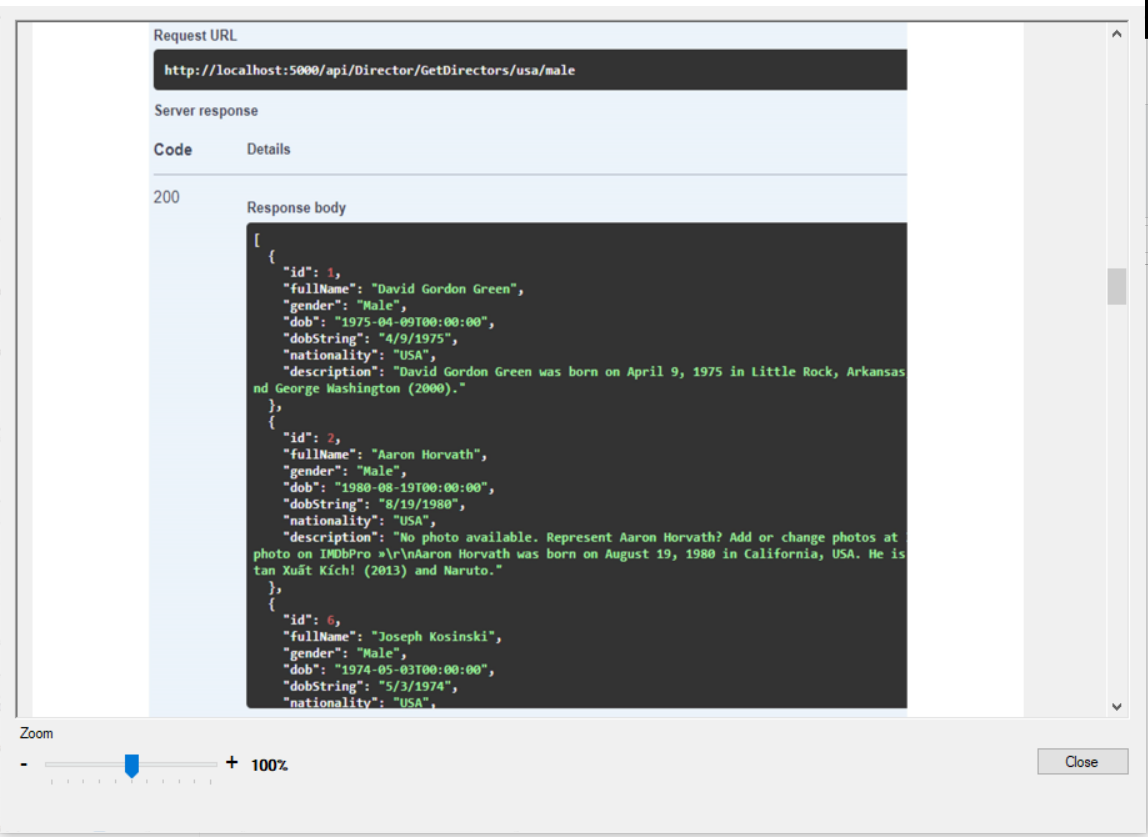 Request URL
http://localhost:5000/api/Director/GetDirectors/usa/male
Server response
Code Details
200
Response body
[
{
"id": 1,
"fullName": "David Gordon Green",
"gender": "Male",
"dob": "1975-04-09T00:00:00",
"dobString": "4/9/1975",
"nationality": "USA",
"description": "David Gordon Green was born on April 9, 1975 in Little Rock, Arkansas
nd George Washington (2000)."
},
{
"id": 2,
"fullName": "Aaron Horvath",
"gender": "Male",
"dob": "1980-08-19T00:00:00",
"dobString": "8/19/1980",
"nationality": "USA",
"description": "No photo available. Represent Aaron Horvath? Add or change photos at
photo on IMDbPro »\r\nAaron Horvath was born on August 19, 1980 in California, USA. He is
tan Xuất Kích! (2013) and Naruto."
},
{
"id": 6,
"fullName": "Joseph Kosinski",
"gender": "Male",
"dob": "1974-05-03T00:00:00",
"dobString": "5/3/1974",
"nationality": "USA",
Zoom
- + 100%
Close